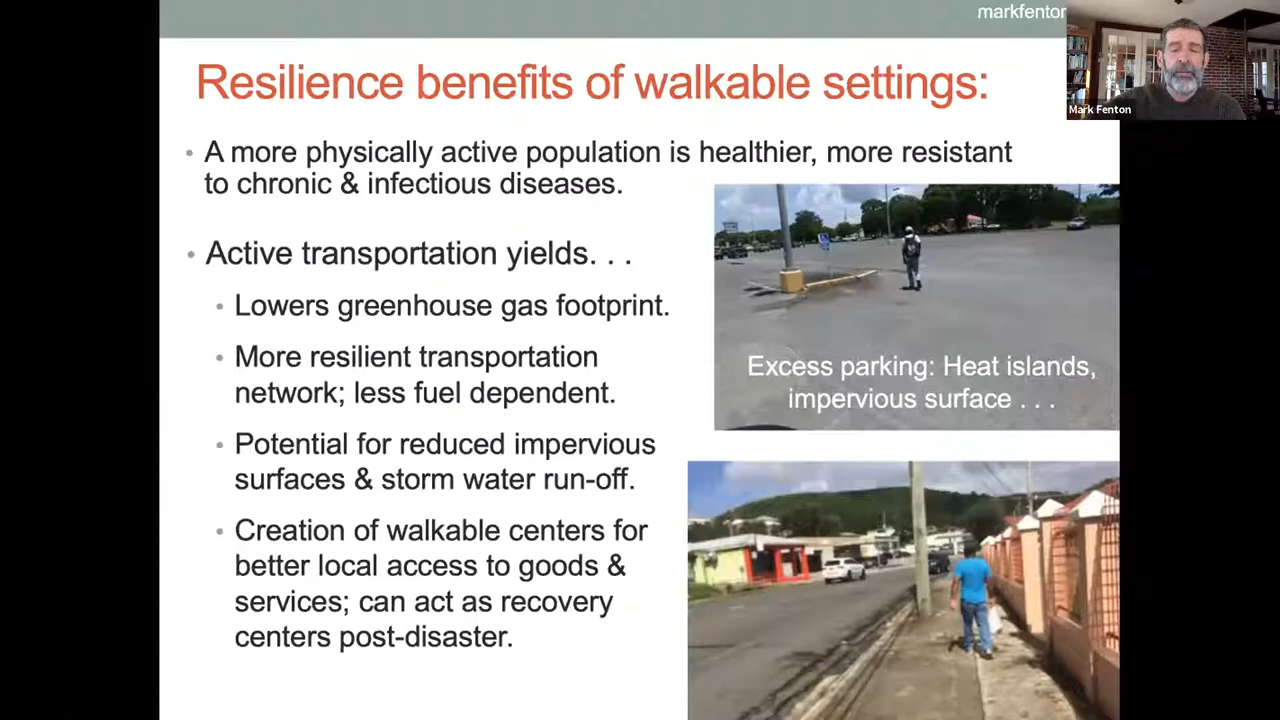 markfenton
Mark Fenton
Resilience benefits of walkable settings:
• A more physically active population is healthier, more resistant
to chronic & infectious diseases.
• Active transportation yields. . .
• Lowers greenhouse gas footprint.
• More resilient transportation
network; less fuel dependent.
• Potential for reduced impervious
surfaces & storm water run-off.
• Creation of walkable centers for
better local access to goods &
services; can act as recovery
centers post-disaster.
Excess parking: Heat islands,
impervious surface . . .